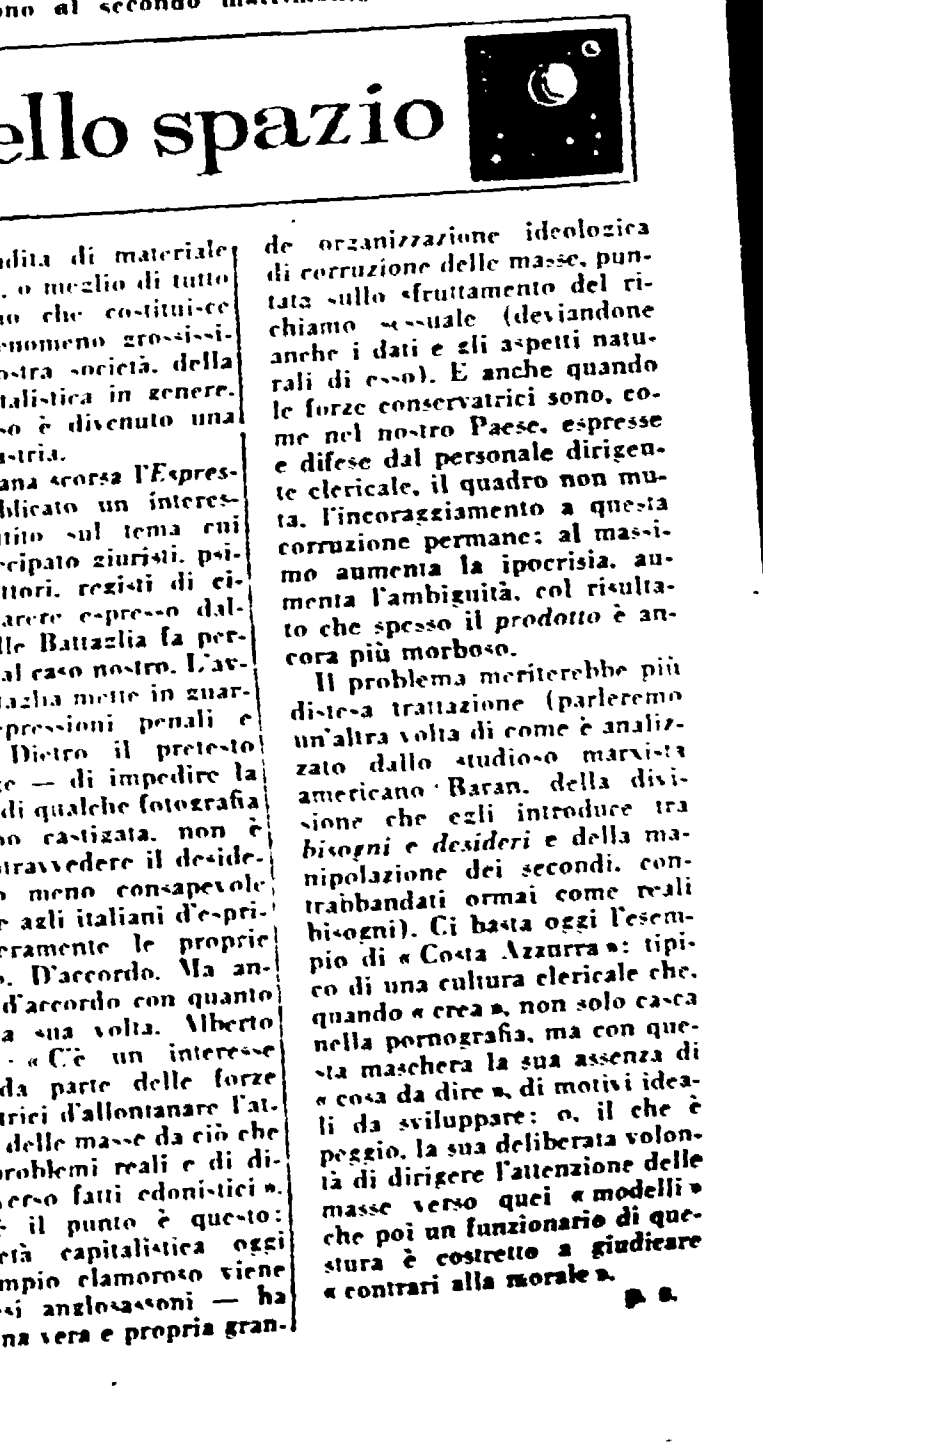 ono al secondo
ello spazio
dita di materiale
, o meglio di tutto
no che costituisce
enomeno grossissi-
ostra società, della
talistica in genere.
so è divenuto una
ustria.
ana scorsa l'Espres-
blicato un interes-
ttito sul tema cui
ecipato giuristi, psi-
ttori, registi di ci-
arere espresso dal-
lle Battaglia fa per-
al caso nostro. L'av-
taglia mette in guar-
epressioni penali e
Dietro il pretesto
ge — di impedire la
di qualche fotografia
no castigata, non è
travvedere il deside-
o meno consapevole
e agli italiani d'espri-
eramente le proprie
o. D'accordo. Ma an-
d'accordo con quanto
a sua volta, Alberto
: « C'è un interesse
da parte delle forze
trici d'allontanare l'at-
delle masse da ciò che
problemi reali e di di-
erso fatti edonistici ».
è il punto è questo:
età capitalistica oggi
mpio clamoroso viene
si anglosassoni — ha
na vera e propria gran-
de organizzazione ideologica
di corruzione delle masse, pun-
tata sullo sfruttamento del ri-
chiamo sessuale (deviandone
anche i dati e gli aspetti natu-
rali di esso). E anche quando
le forze conservatrici sono, co-
me nel nostro Paese, espresse
e difese dal personale dirigen-
te clericale, il quadro non mu-
ta, l'incoraggiamento a questa
corruzione permane; al massi-
mo aumenta la ipocrisia, au-
menta l'ambiguità, col risulta-
to che spesso il prodotto è an-
cora più morboso.
Il problema meriterebbe più
distesa trattazione (parleremo
un'altra volta di come è analiz-
zato dallo studioso marxista
americano Baran, della divi-
sione che egli introduce tra
bisogni e desideri e della ma-
nipolazione dei secondi, con-
trabbandati ormai come reali
bisogni). Ci basta oggi l'esem-
pio di « Costa Azzurra »: tipi-
co di una cultura clericale che,
quando « crea », non solo casca
nella pornografia, ma con que-
sta maschera la sua assenza di
« cosa da dire », di motivi idea-
li da sviluppare; o, il che è
peggio, la sua deliberata volon-
tà di dirigere l'attenzione delle
masse verso quei « modelli »
che poi un funzionario di que-
stura è costretto a giudicare
« contrari alla morale ».